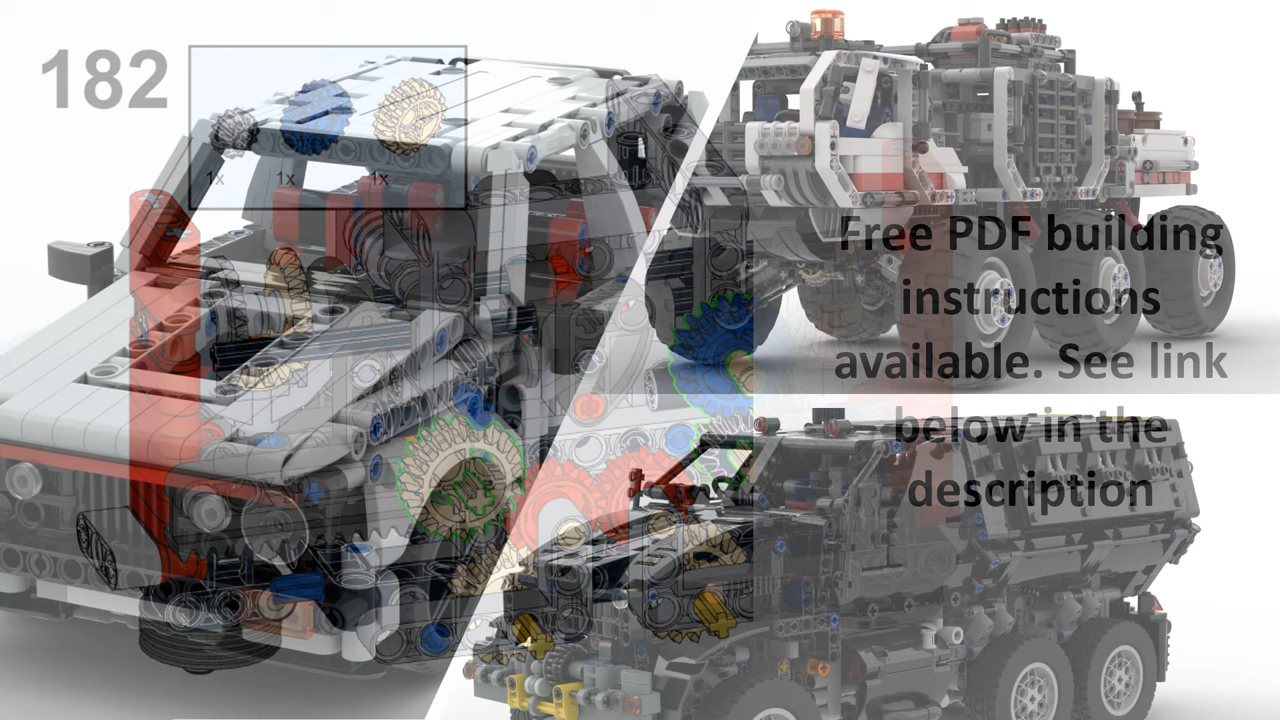 182
1x 1x 1x
Free PDF building
instructions
available. See link
below in the
description